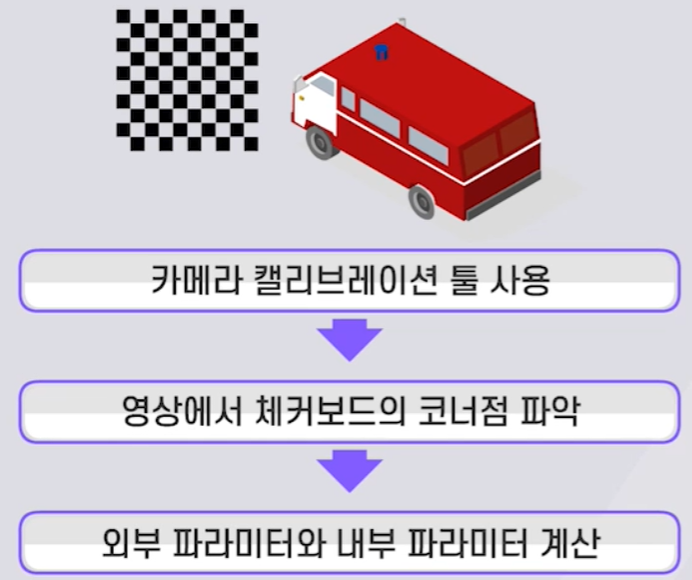 카메라 캘리브레이션 툴 사용
영상에서 체커보드의 코너점 파악
외부 파라미터와 내부 파라미터 계산